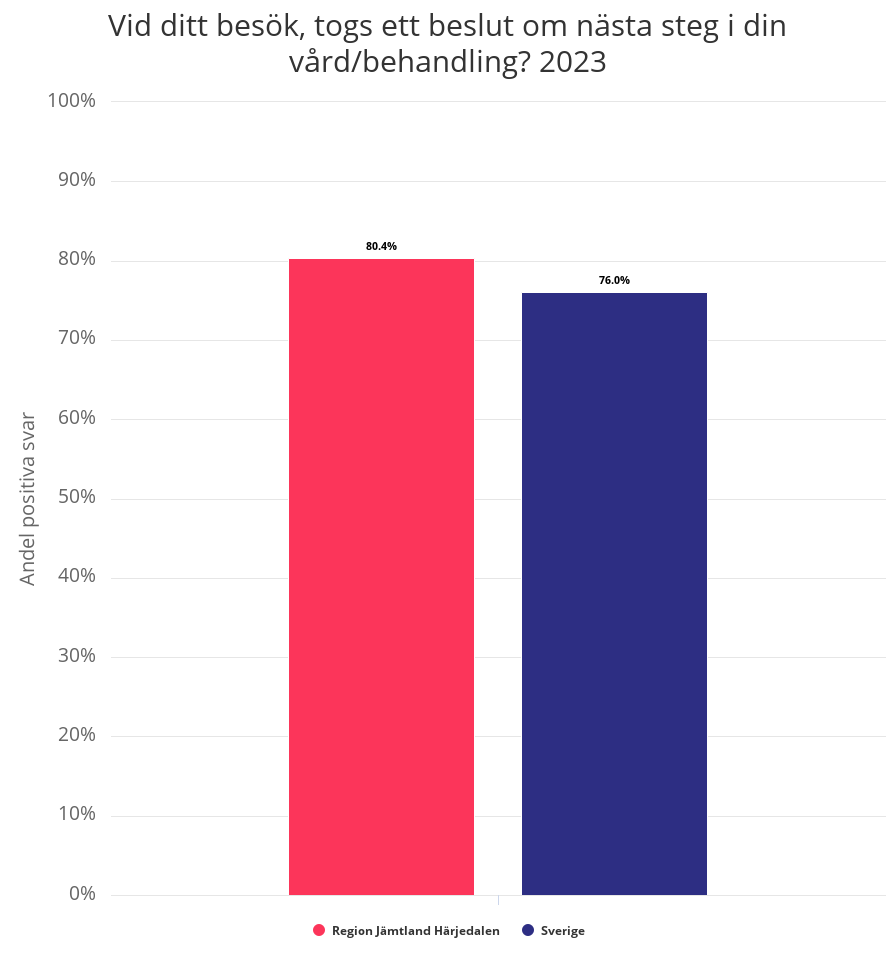 Vid ditt besök, togs ett beslut om nästa steg i din
vård/behandling? 2023
Andel positiva svar
100%
90%
80%
70%
60%
50%
40%
30%
20%
10%
0%
80.4%
76.0%
Region Jämtland Härjedalen
Sverige